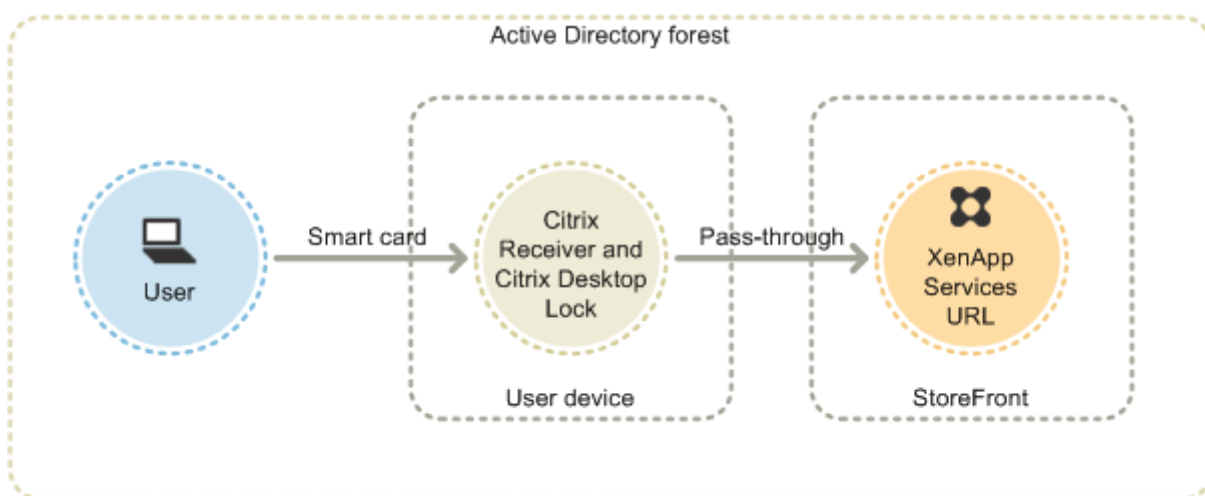 Active Directory forest
User
Smart card
Citrix
Receiver and
Citrix Desktop
Lock
User device
Pass-through
XenApp
Services
URL
StoreFront